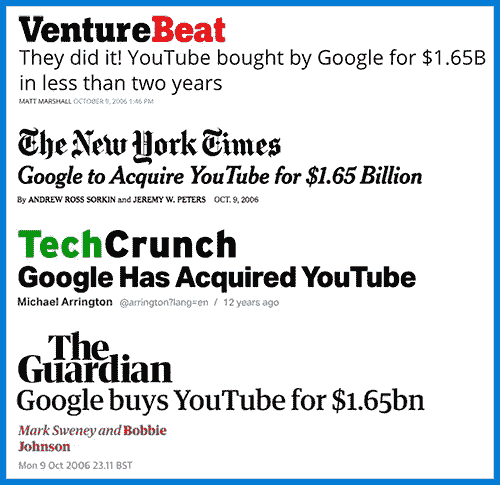 VentureBeat
They did it! YouTube bought by Google for $1.65B
in less than two years
MATT MARSHALL OCTOBER 9, 2006 1:46 PM
The New York Times
Google to Acquire YouTube for $1.65 Billion
By ANDREW ROSS SORKIN and JEREMY W. PETERS OCT. 9, 2006
TechCrunch
Google Has Acquired YouTube
Michael Arrington @arrington?lang=en / 12 years ago
The
Guardian
Google buys YouTube for $1.65bn
Mark Sweney and Bobbie
Johnson
Mon 9 Oct 2006 23.11 BST